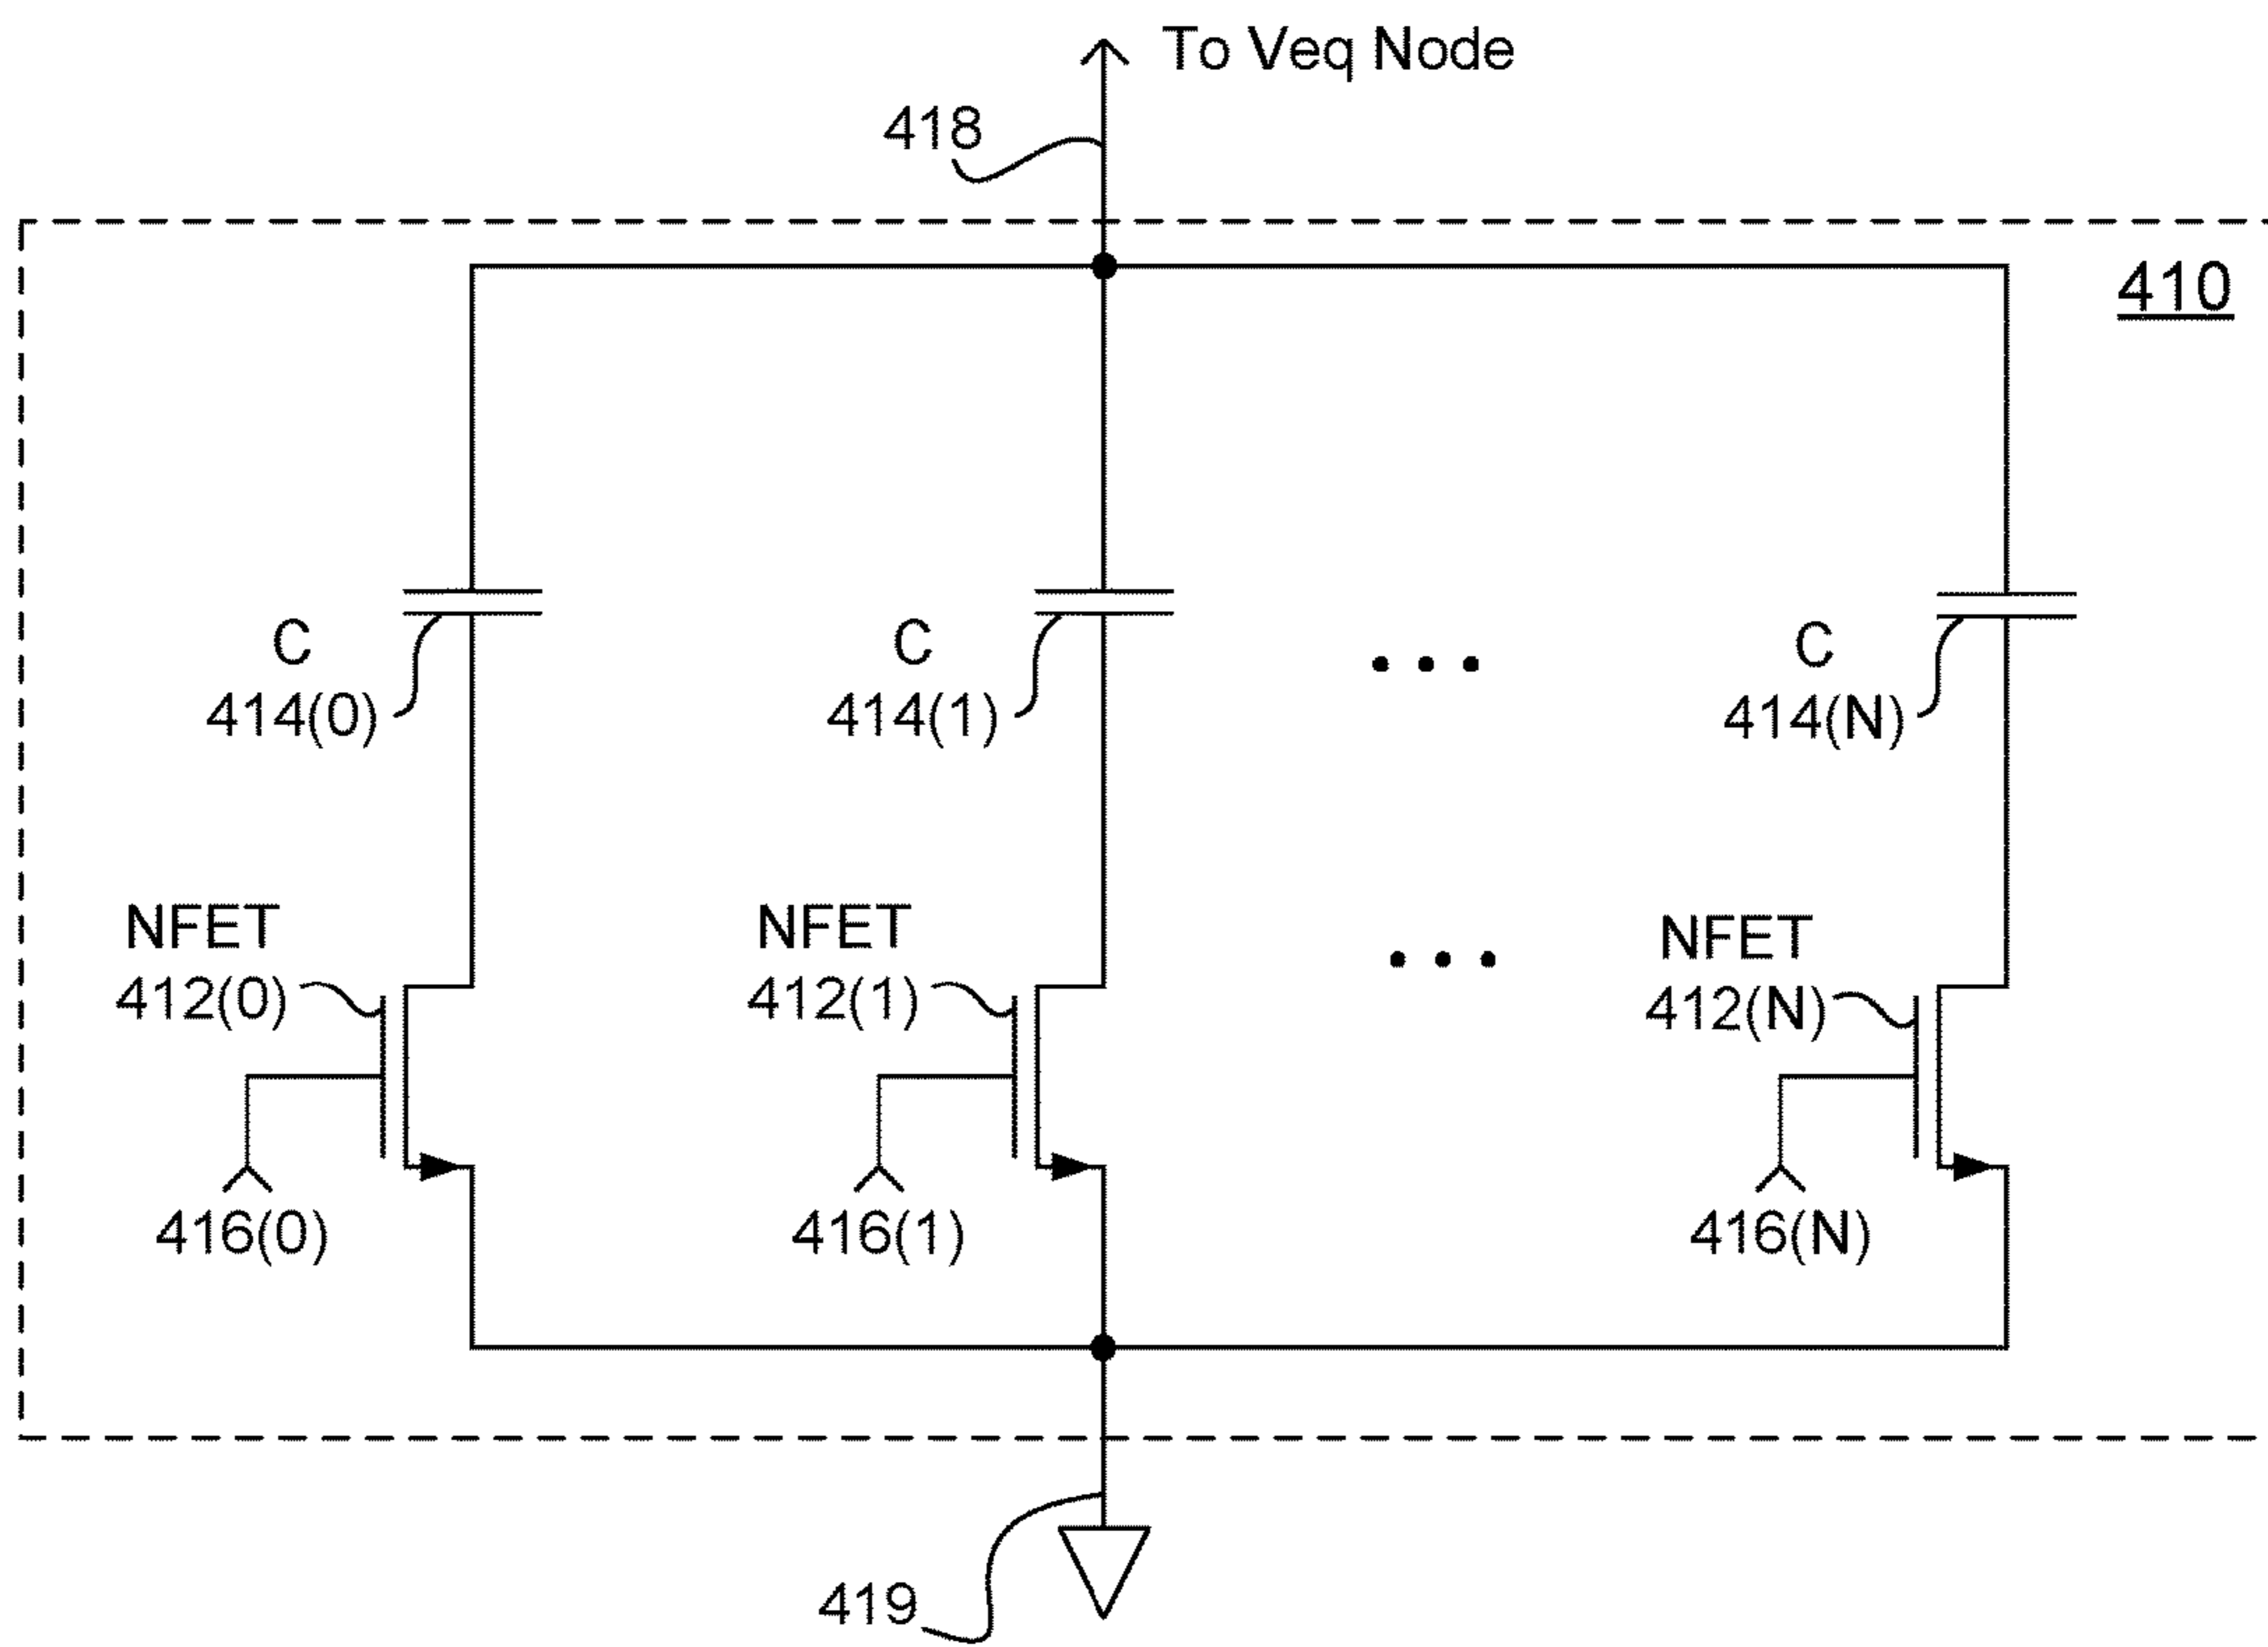 To Veq Node
418
410
C
414(0)
C
414(1)
C
414(N)
NFET
412(0)
NFET
412(1)
NFET
412(N)
416(0)
416(1)
416(N)
419